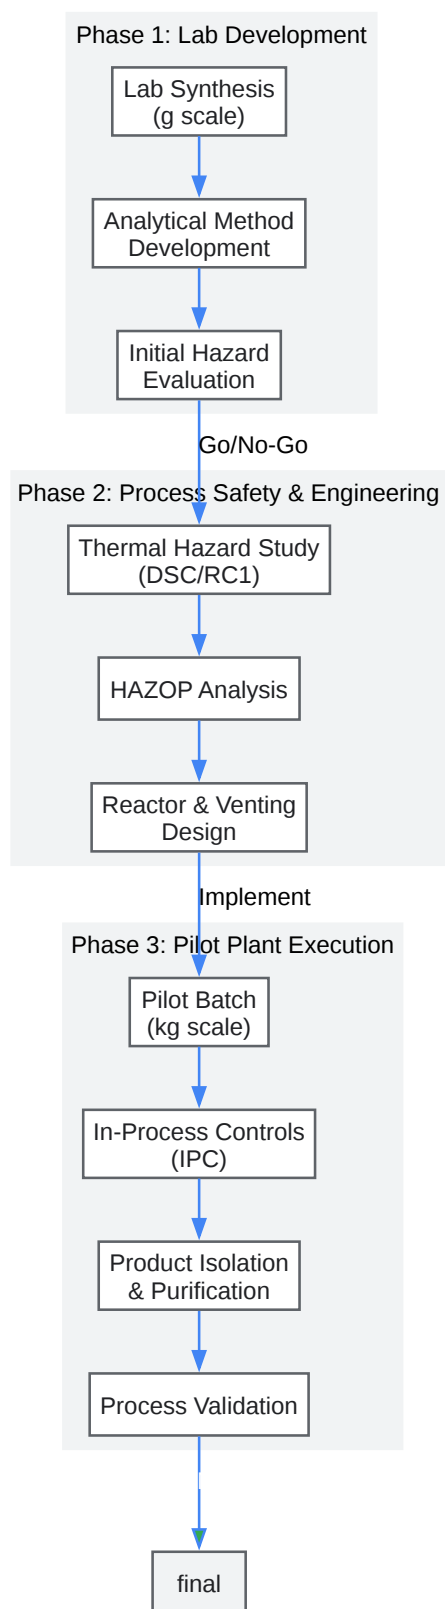 Phase 1: Lab Development
Lab Synthesis
(g scale)
Analytical Method
Development
Initial Hazard
Evaluation
Go/No-Go
Phase 2: Process Safety & Engineering
Thermal Hazard Study
(DSC/RC1)
HAZOP Analysis
Reactor & Venting
Design
Implement
Phase 3: Pilot Plant Execution
Pilot Batch
(kg scale)
In-Process Controls
(IPC)
Product Isolation
& Purification
Process Validation
final